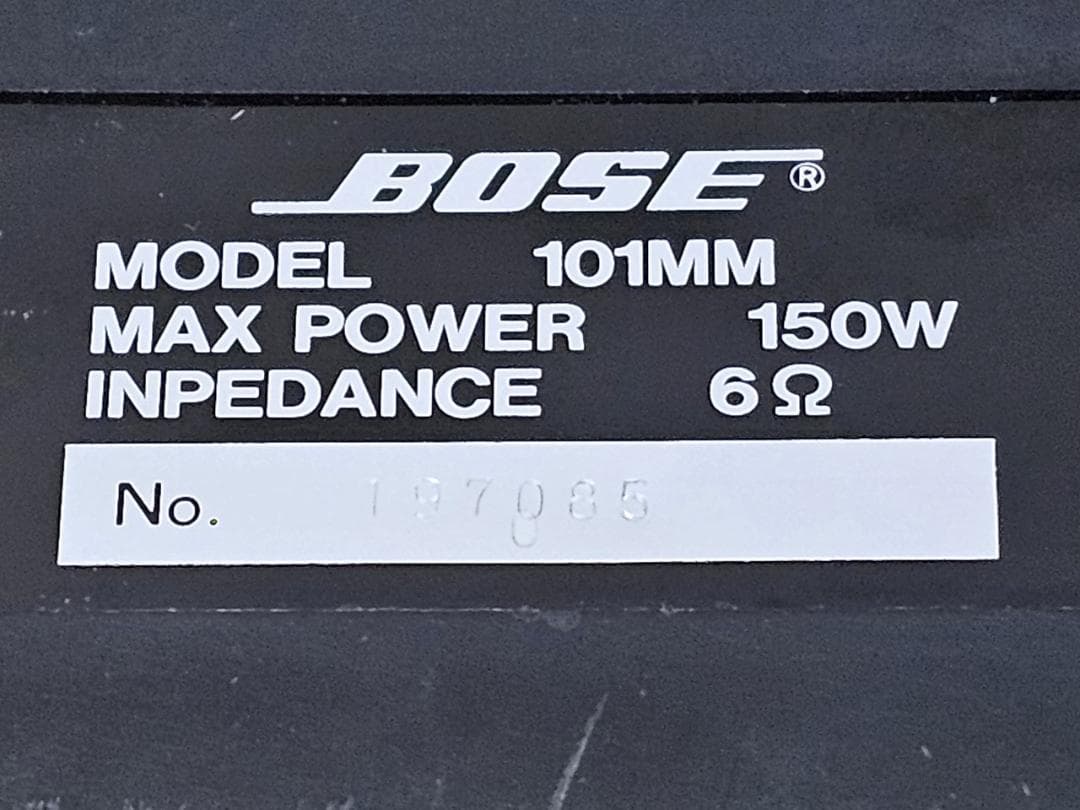 BOSE®
MODEL 101MM
MAX POWER 150W
INPEDANCE 6Ω
No. 197085